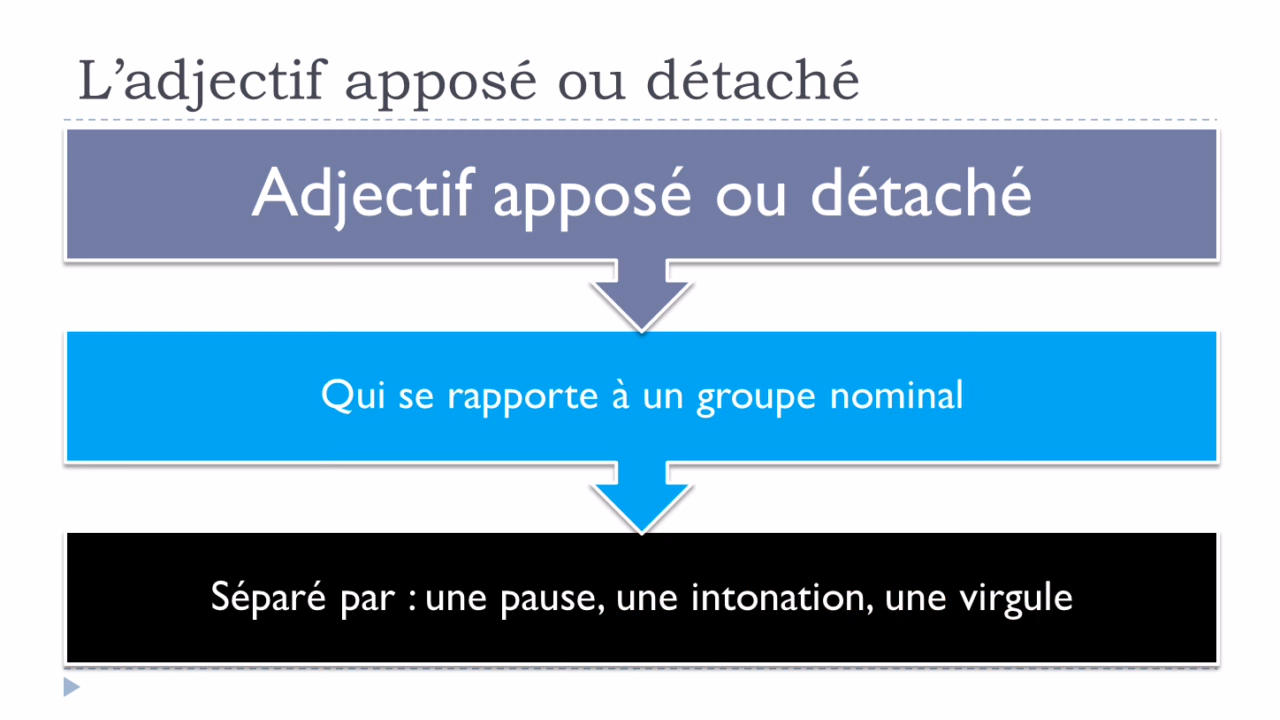 L’adjectif apposé ou détaché
Adjectif apposé ou détaché
Qui se rapporte à un groupe nominal
Séparé par : une pause, une intonation, une virgule